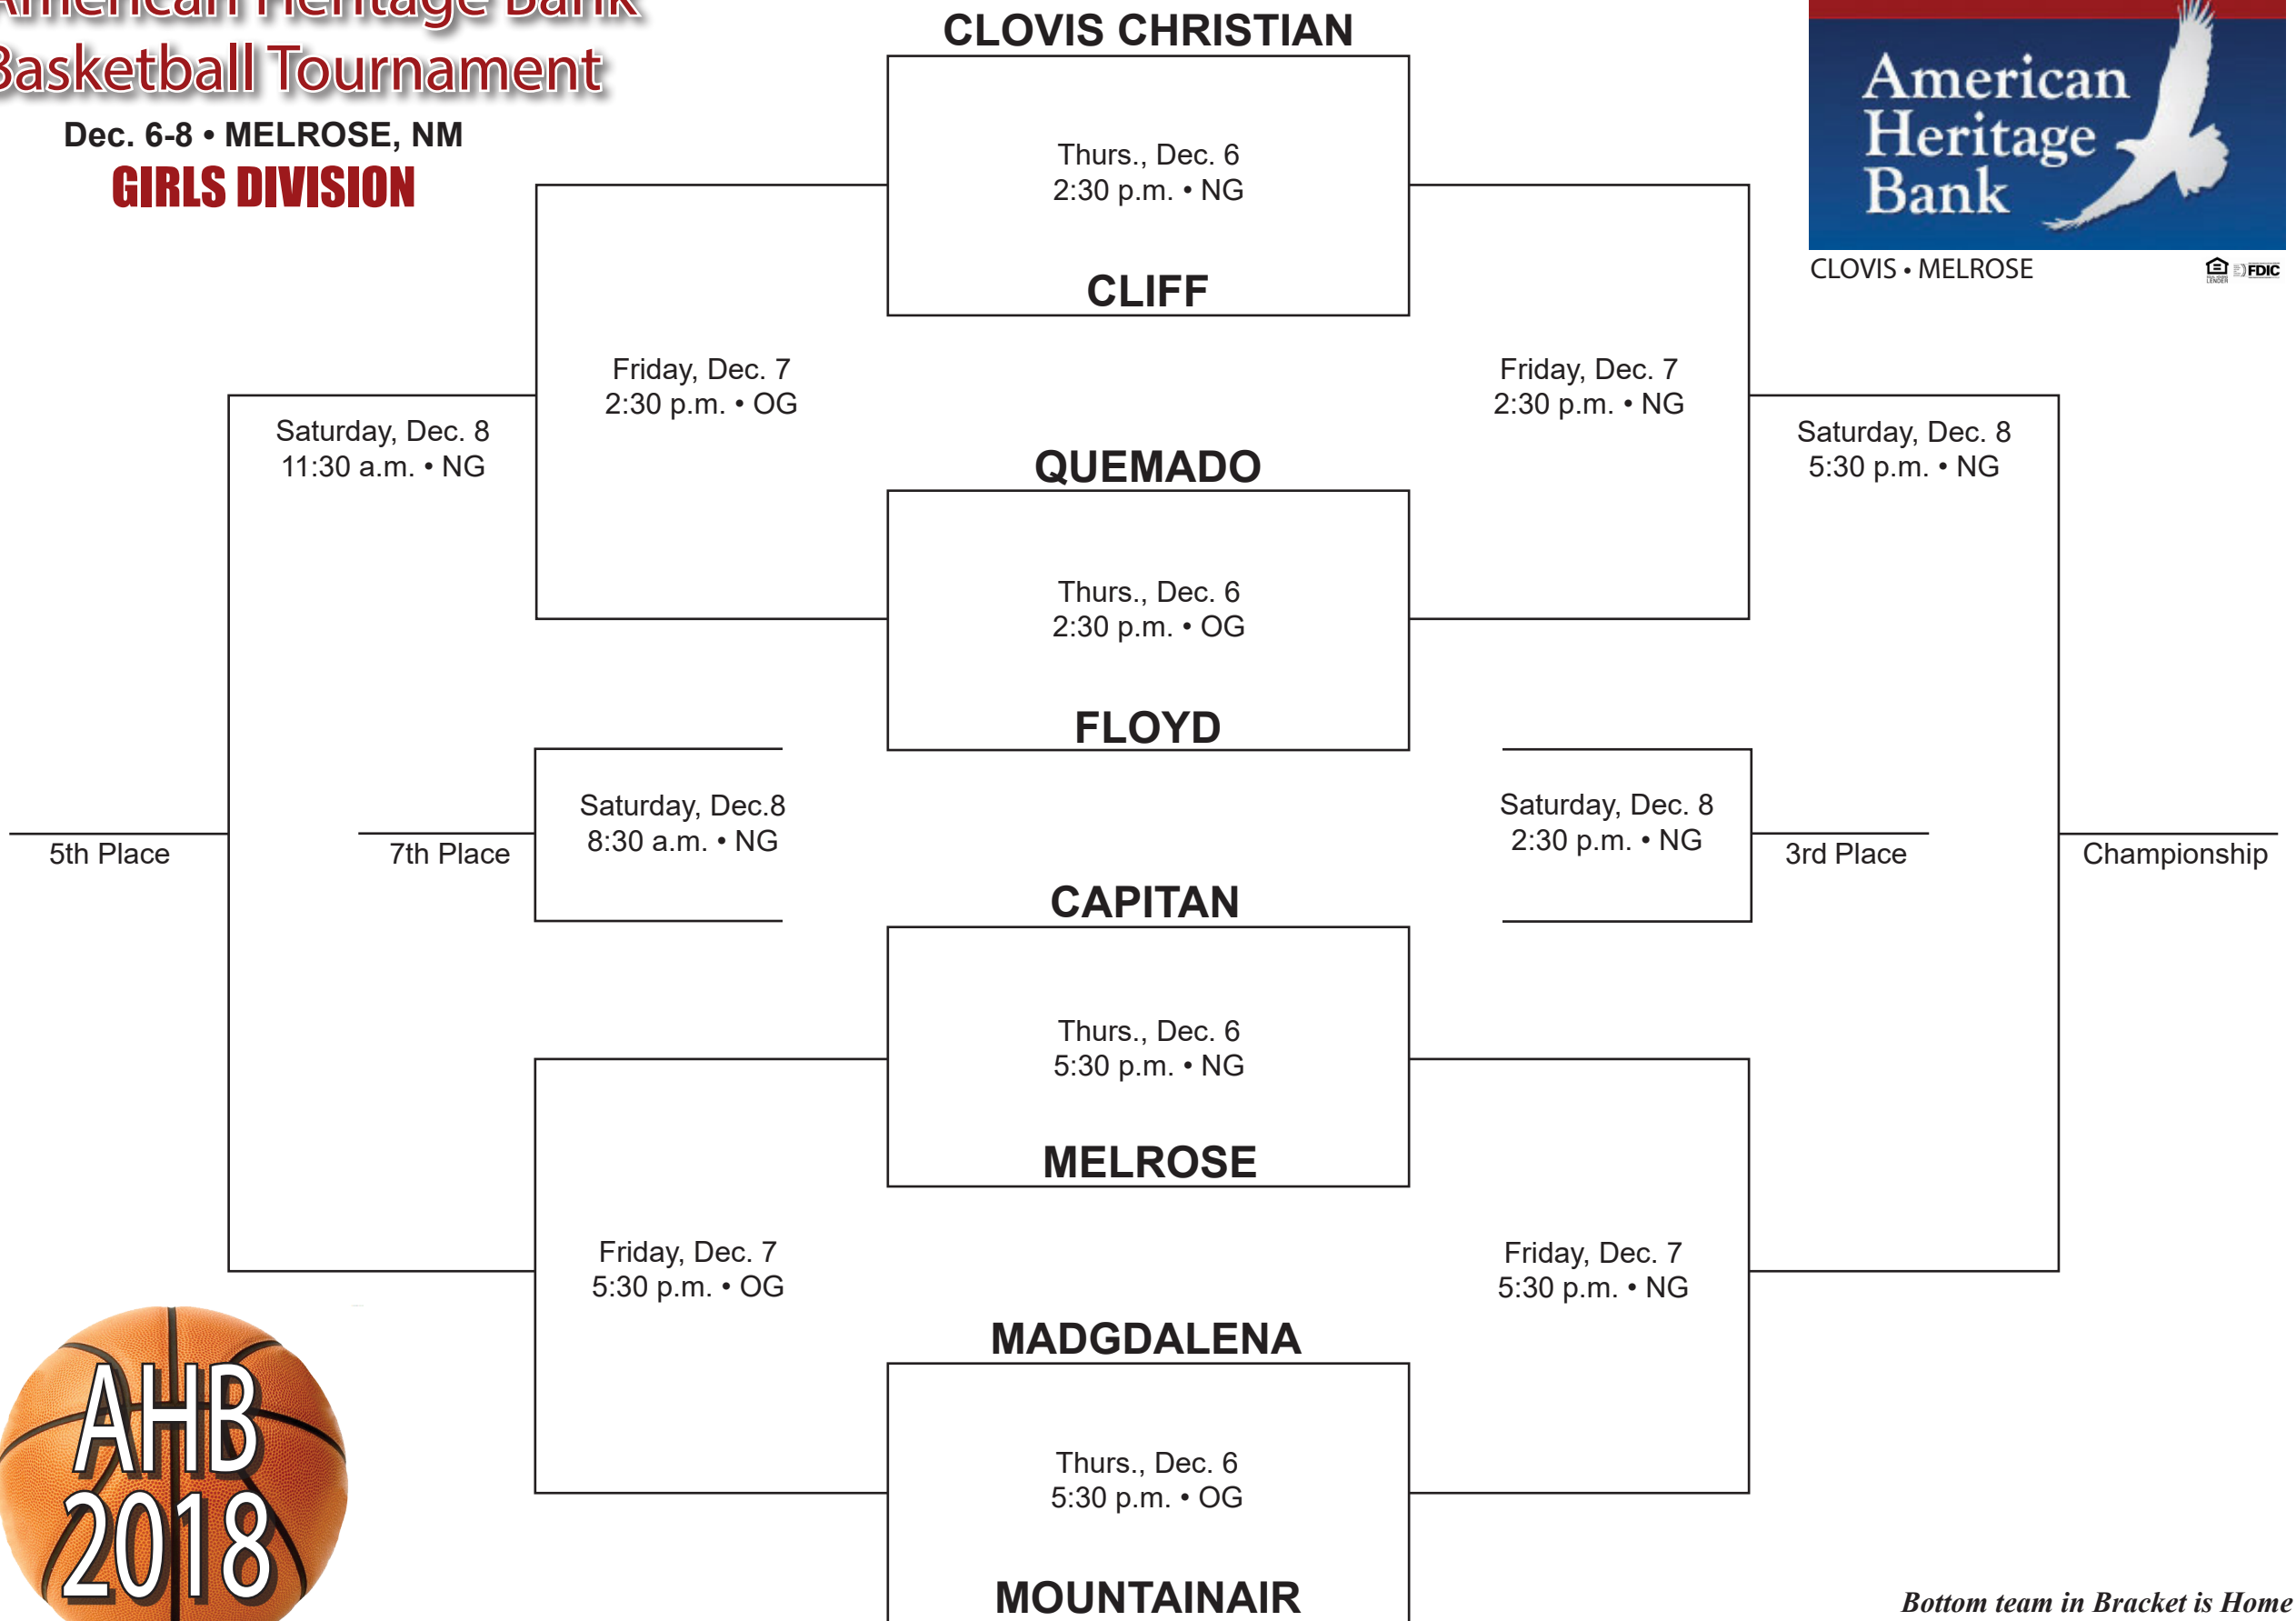 American Heritage Bank
Basketball Tournament
Dec. 6-8 • MELROSE, NM
GIRLS DIVISION
American
Heritage
Bank
CLOVIS • MELROSE
FDIC
CLOVIS CHRISTIAN
Thurs., Dec. 6
2:30 p.m. • NG
CLIFF
Friday, Dec. 7
2:30 p.m. • OG
Friday, Dec. 7
2:30 p.m. • NG
Saturday, Dec. 8
11:30 a.m. • NG
Saturday, Dec. 8
5:30 p.m. • NG
QUEMADO
Thurs., Dec. 6
2:30 p.m. • OG
FLOYD
Saturday, Dec.8
8:30 a.m. • NG
Saturday, Dec. 8
2:30 p.m. • NG
5th Place
7th Place
3rd Place
Championship
CAPITAN
Thurs., Dec. 6
5:30 p.m. • NG
MELROSE
Friday, Dec. 7
5:30 p.m. • OG
Friday, Dec. 7
5:30 p.m. • NG
MADGDALENA
Thurs., Dec. 6
5:30 p.m. • OG
MOUNTAINAIR
AHB
2018
Bottom team in Bracket is Home